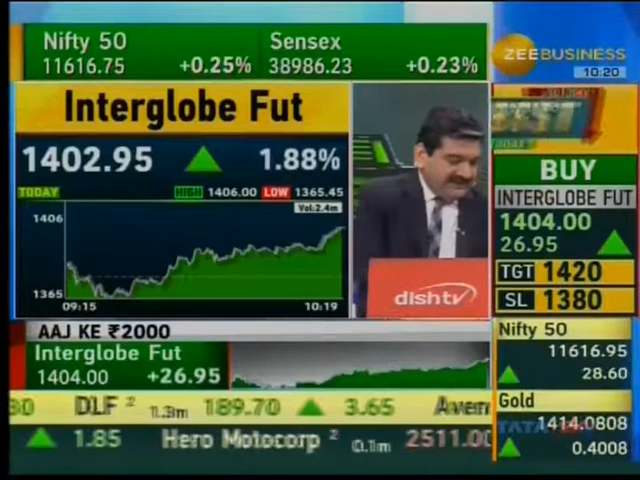 Nifty 50
11616.75 +0.25%
Sensex
38986.23 +0.23%
ZEEBUSINESS
10:20
Interglobe Fut
1402.95 1.88%
TODAY HIGH 1406.00 LOW 1365.45
Vol:2.4m
1406
1365
09:15 10:19
dishtv
BUY
INTERGLOBE FUT
1404.00
26.95
TGT 1420
SL 1380
AAJ KE ₹2000
Interglobe Fut
1404.00 +26.95
Nifty 50
11616.95
28.60
Gold
1414.0808
0.4008
30 DLF 2 1.3m 189.70 3.65
1.85 Hero Motocorp 2 0.1m 2511.00